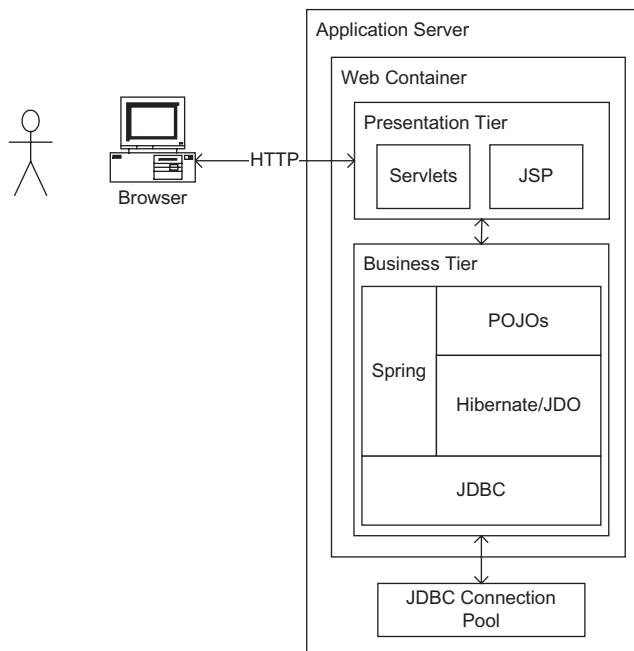 Application Server
Web Container
Presentation Tier
Servlets
JSP
HTTP
Browser
Business Tier
POJOs
Spring
Hibernate/JDO
JDBC
JDBC Connection
Pool